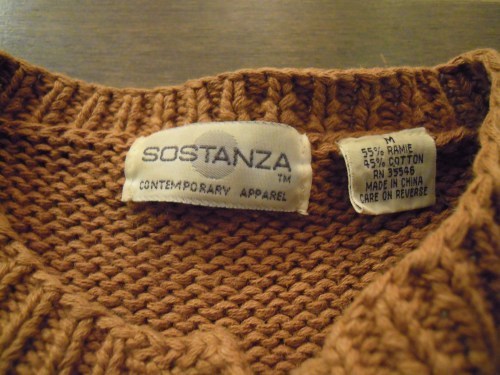 SOSTANZA
TM
CONTEMPORARY APPAREL
M
55% RAMIE
45% COTTON
RN 35546
MADE IN CHINA
CARE ON REVERSE